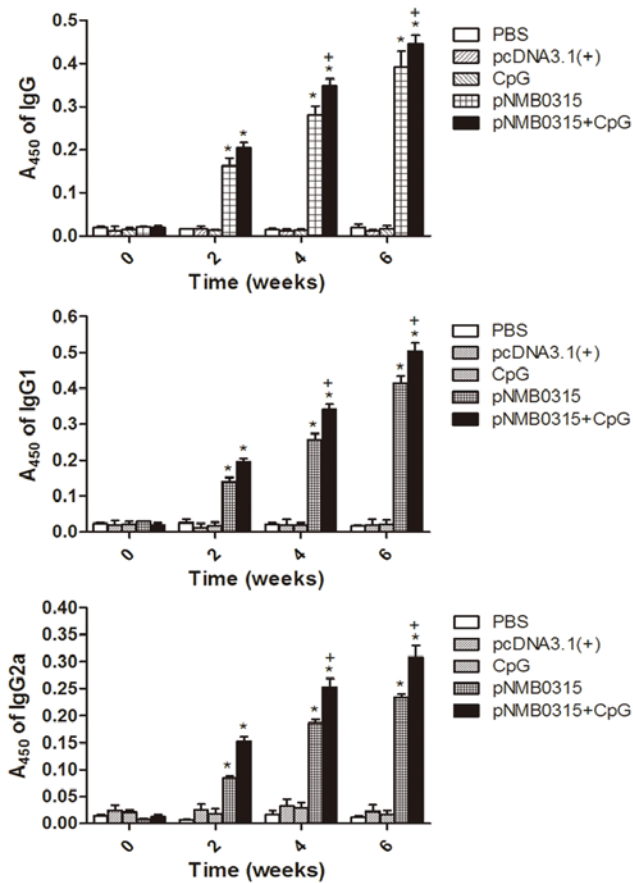 A450 of IgG
0.5
0.4
0.3
0.2
0.1
0.0
* *
* + *
* + *
0 2 4 6
Time (weeks)
PBS
pcDNA3.1(+)
CpG
pNMB0315
pNMB0315+CpG
A450 of IgG1
0.6
0.5
0.4
0.3
0.2
0.1
0.0
* *
* + *
* + *
0 2 4 6
Time (weeks)
PBS
pcDNA3.1(+)
CpG
pNMB0315
pNMB0315+CpG
A450 of IgG2a
0.40
0.35
0.30
0.25
0.20
0.15
0.10
0.05
0.00
* *
* + *
* + *
0 2 4 6
Time (weeks)
PBS
pcDNA3.1(+)
CpG
pNMB0315
pNMB0315+CpG